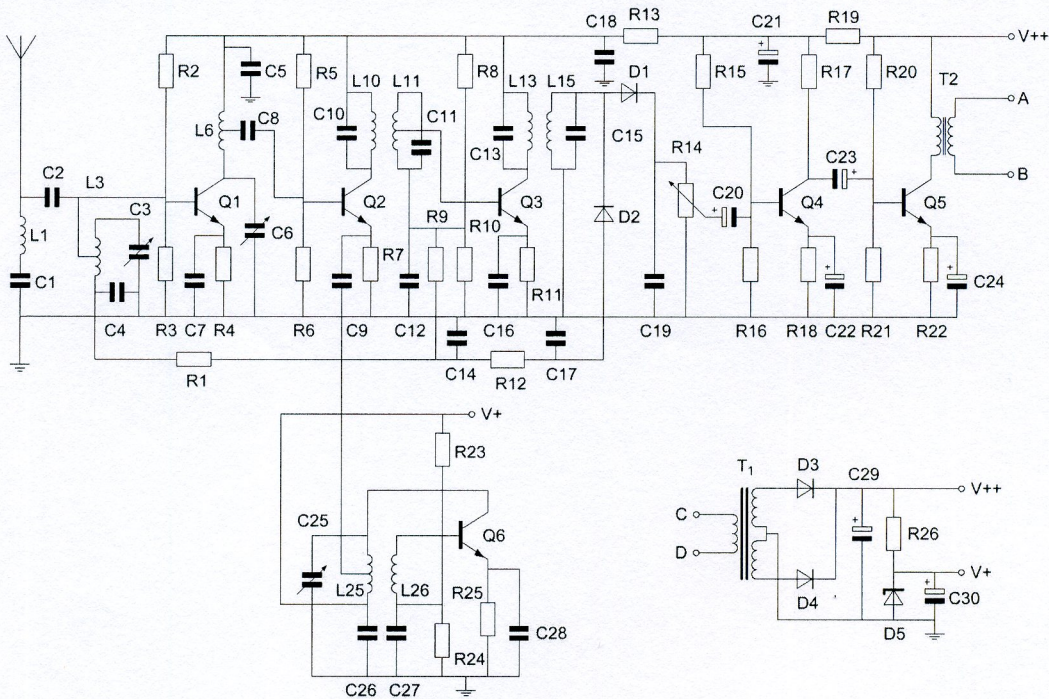 C18 R13 C21 R19
V++
R2 C5 R5 L10 L11 R8 L13 L15 D1 R15 R17 R20 T2
A
L6 C8 C10 C11 C13 C15 R14
C2 L3 C3 Q1 Q2 Q3 C20 C23 B
L1 C6 R7 R9 R10 D2 Q4 Q5
C1 R11 C24
C4 R3 C7 R4 R6 C9 C12 C16 C19 R16 R18 C22 R21 R22
R1 C14 R12 C17
V+
R23
T1 D3 C29
V++
C25 Q6 C
R26
D
L25 L26 R25 V+
D4 C30
R24 C28 D5
C26 C27